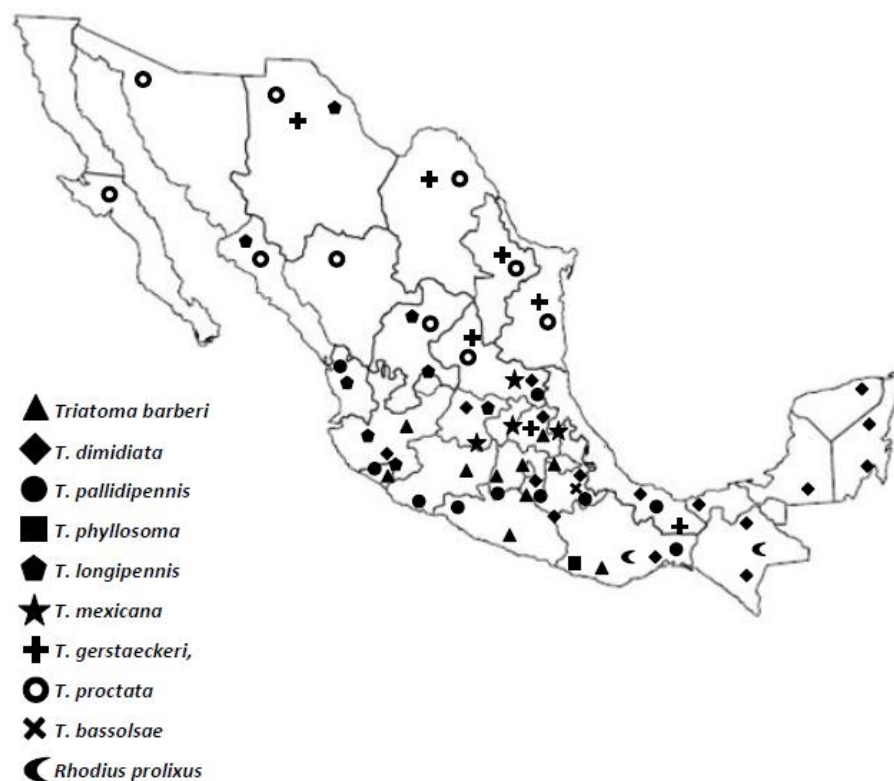 Triatoma barberi
T. dimidiata
T. pallidipennis
T. phyllosoma
T. longipennis
T. mexicana
T. gerstaeckeri,
T. proctata
T. bassolsae
Rhodius prolixus